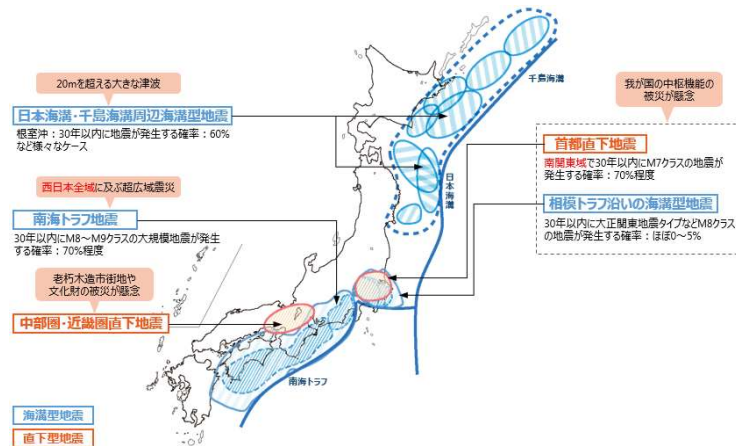 20mを超える大きな津波
日本海溝・千島海溝周辺海溝型地震
根室沖：30年以内に地震が発生する確率：60%
など様々なケース
西日本全域に及ぶ超広域震災
南海トラフ地震
30年以内にM8～M9クラスの大規模地震が発生
する確率：70%程度
老朽木造市街地や
文化財の被災が懸念
中部圏・近畿圏直下地震
海溝型地震
直下型地震
千島海溝
日本海溝
南海トラフ
我が国の中枢機能の
被災が懸念
首都直下地震
南関東域で30年以内にM7クラスの地震が
発生する確率：70%程度
相模トラフ沿いの海溝型地震
30年以内に大正関東地震タイプなどM8クラス
の地震が発生する確率：ほぼ0～5%